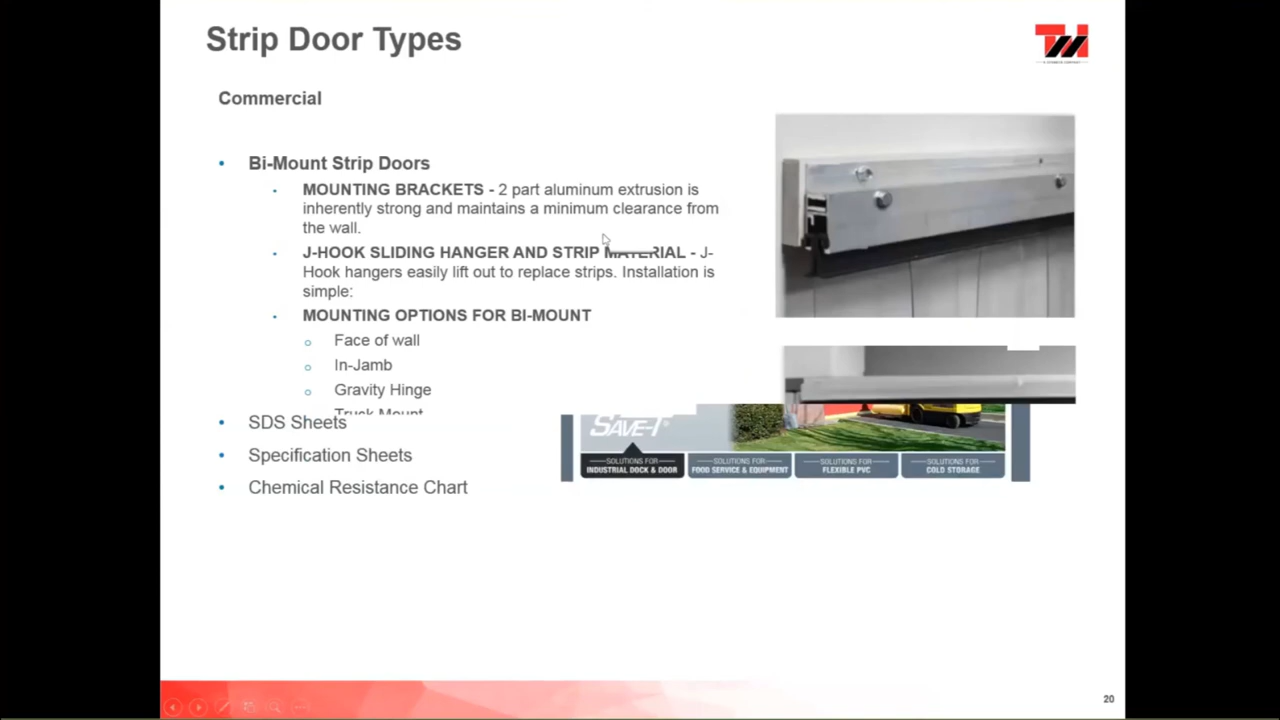 Strip Door Types
Commercial
• Bi-Mount Strip Doors
MOUNTING BRACKETS - 2 part aluminum extrusion is
inherently strong and maintains a minimum clearance from
the wall.
J-HOOK SLIDING HANGER AND STRIP MATERIAL - J-
Hook hangers easily lift out to replace strips. Installation is
simple:
MOUNTING OPTIONS FOR BI-MOUNT
Face of wall
In-Jamb
Gravity Hinge
Truck Mount
• SDS Sheets
• Specification Sheets
• Chemical Resistance Chart
SAVE-T®
SOLUTIONS FOR
INDUSTRIAL DOCK & DOOR
SOLUTIONS FOR
FOOD SERVICE & EQUIPMENT
SOLUTIONS FOR
FLEXIBLE PVC
SOLUTIONS FOR
COLD STORAGE
20